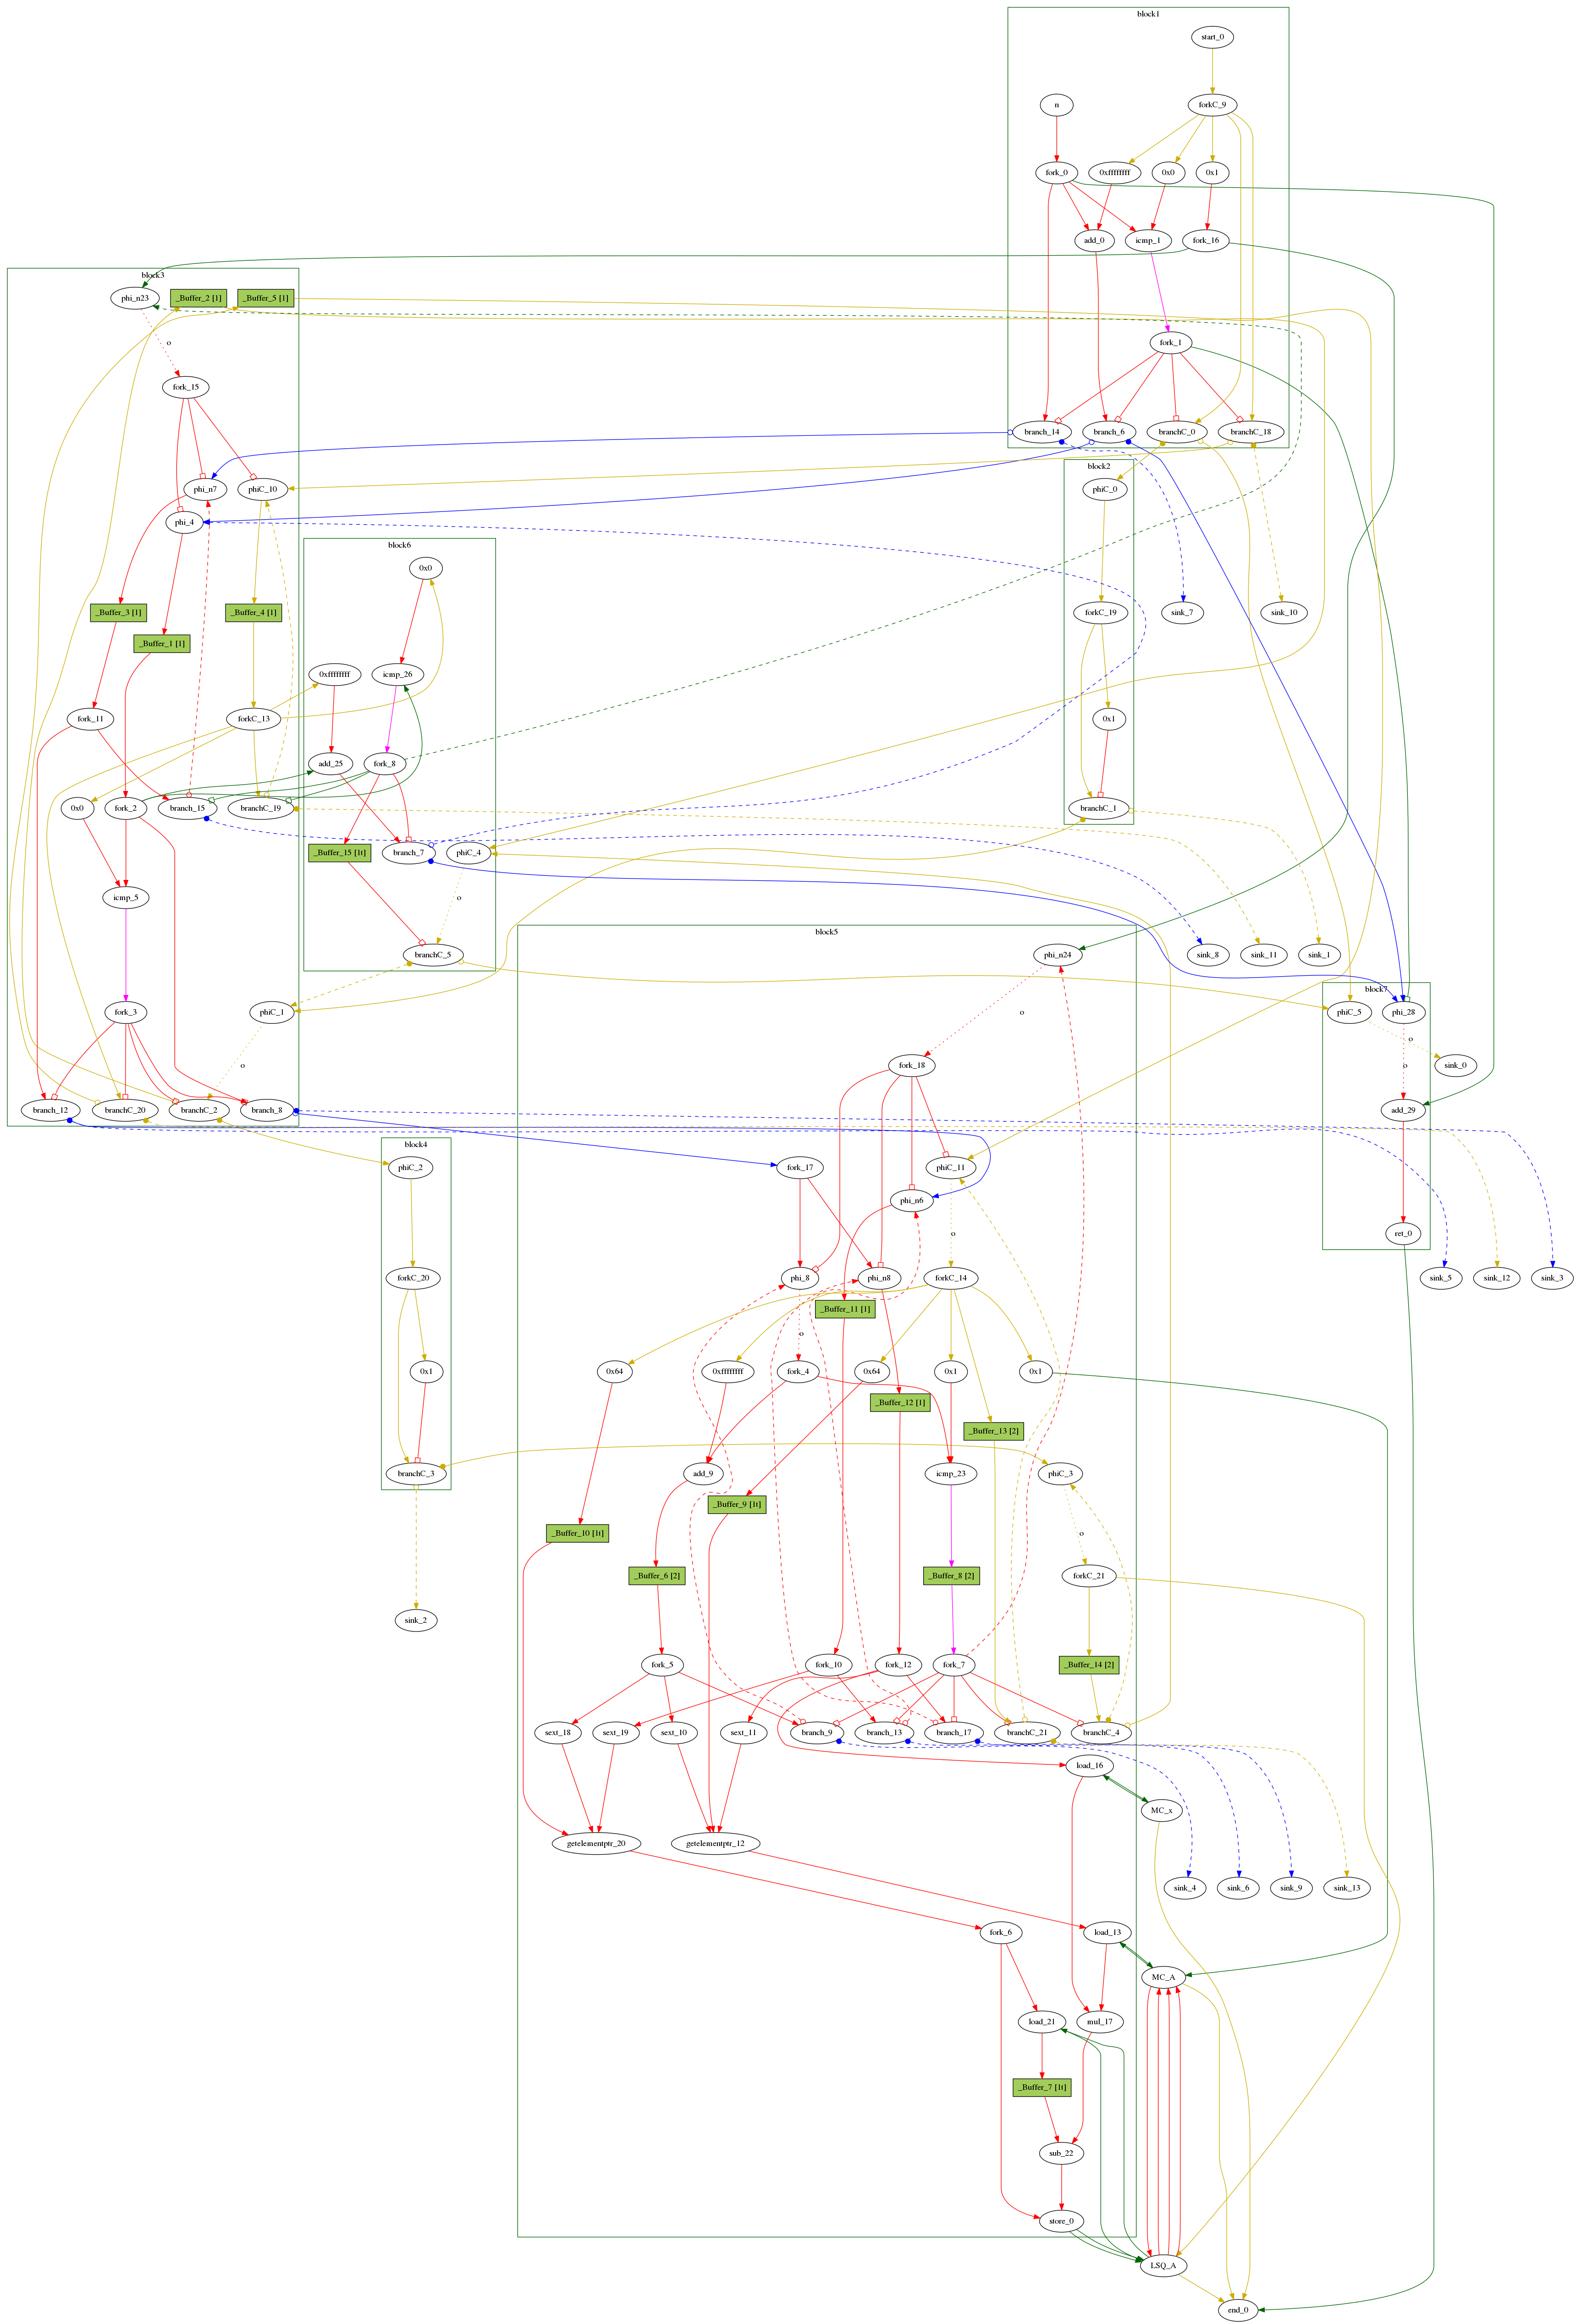 block1
start_0
n
forkC_9
fork_0
0xffffffff
0x0
0x1
add_0
icmp_1
fork_16
block3
phi_n23
_Buffer_2 [1]
_Buffer_5 [1]
o
fork_1
fork_15
branch_14
branch_6
branchC_0
branchC_18
block2
phi_n7
phiC_10
phiC_0
phi_4
block6
0x0
_Buffer_3 [1]
_Buffer_4 [1]
forkC_19
sink_7
sink_10
_Buffer_1 [1]
0xffffffff
icmp_26
fork_11
forkC_13
0x1
add_25
fork_8
0x0
fork_2
branch_15
branchC_19
branchC_1
_Buffer_15 [1t]
branch_7
phiC_4
icmp_5
o
block5
branchC_5
phi_n24
sink_8
sink_11
sink_1
block7
fork_3
phiC_1
o
phiC_5
phi_28
o
o
fork_18
sink_0
o
branch_12
branchC_20
branchC_2
branch_8
add_29
block4
phiC_2
fork_17
phiC_11
phi_n6
o
ret_0
forkC_20
phi_8
phi_n8
forkC_14
sink_5
sink_12
sink_3
_Buffer_11 [1]
o
0x1
0x64
0xffffffff
fork_4
0x64
0x1
0x1
_Buffer_12 [1]
_Buffer_13 [2]
branchC_3
add_9
icmp_23
phiC_3
_Buffer_9 [1t]
_Buffer_10 [1t]
o
_Buffer_6 [2]
_Buffer_8 [2]
forkC_21
sink_2
fork_5
fork_10
fork_12
fork_7
_Buffer_14 [2]
sext_18
sext_19
sext_10
sext_11
branch_9
branch_13
branch_17
branchC_21
branchC_4
load_16
MC_x
getelementptr_20
getelementptr_12
sink_4
sink_6
sink_9
sink_13
fork_6
load_13
MC_A
load_21
mul_17
_Buffer_7 [1t]
sub_22
store_0
LSQ_A
end_0